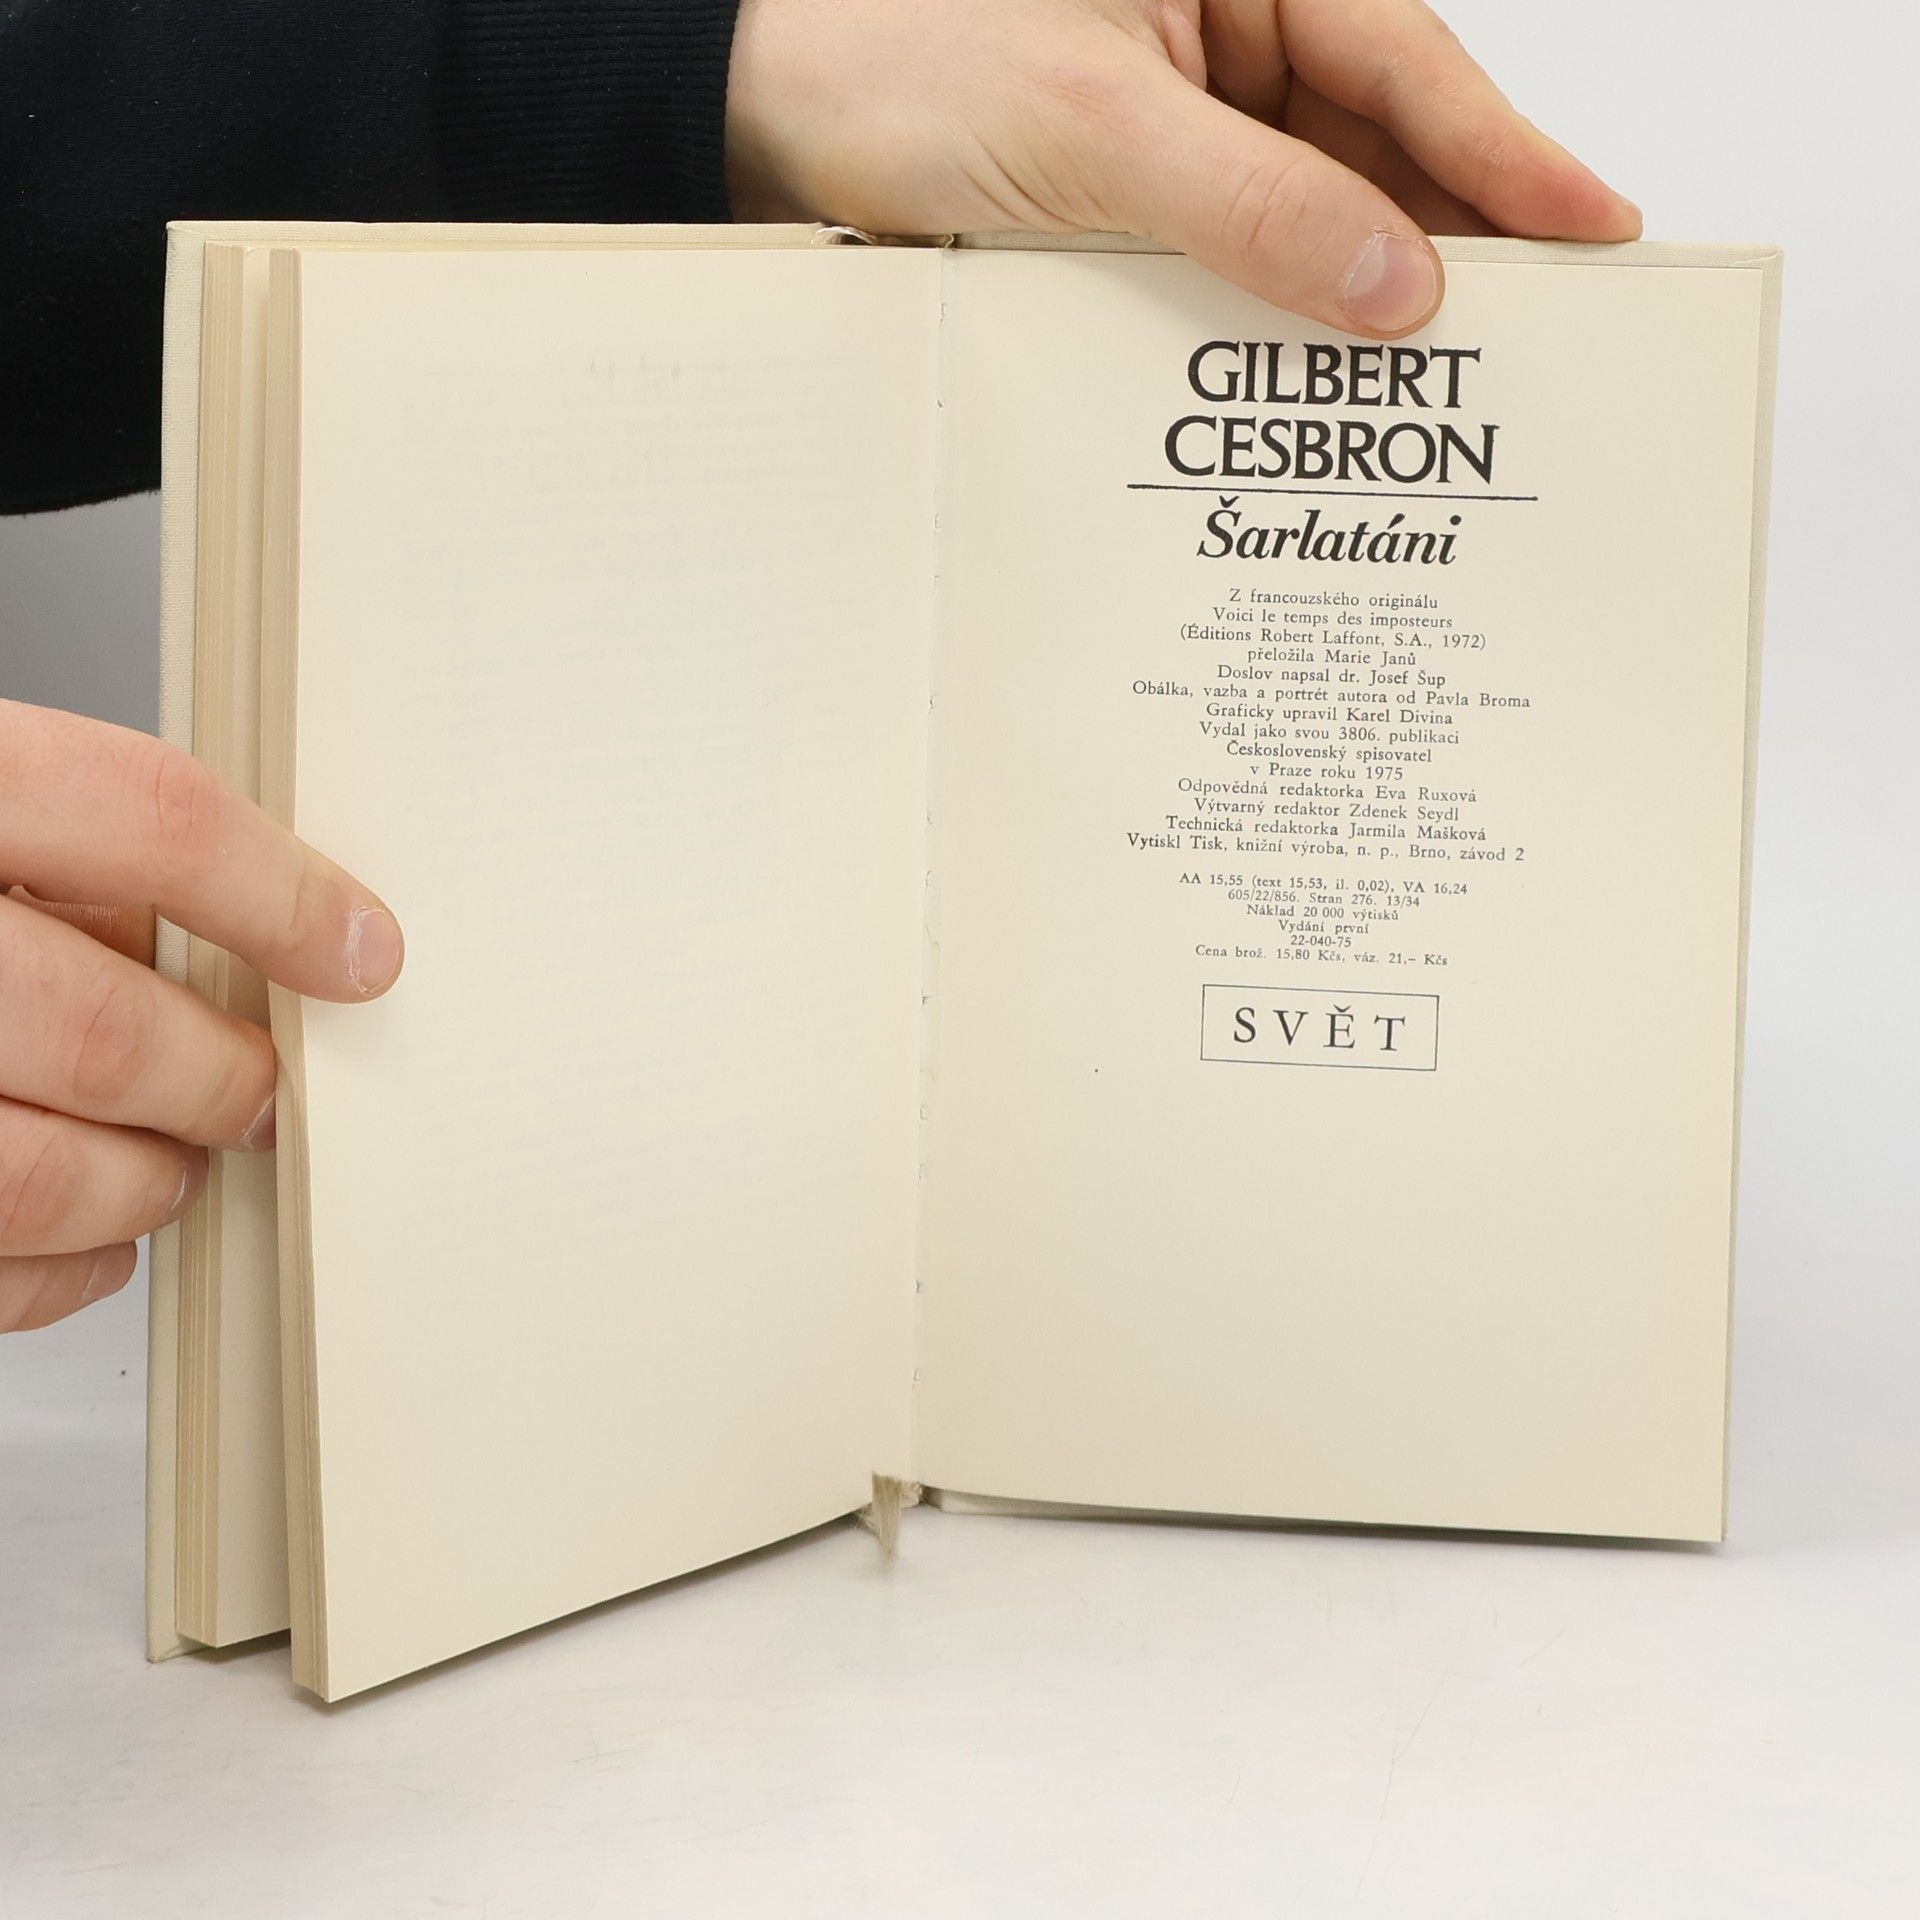 GILBERT
CESBRON
Šarlatáni
Z francouzského originálu
Voici le temps des imposteurs
(Éditions Robert Laffont, S.A., 1972)
přeložila Marie Janů
Doslov napsal dr. Josef Šup
Obálka, vazba a portrét autora od Pavla Broma
Graficky upravil Karel Divina
Vydal jako svou 3806. publikaci
Československý spisovatel
v Praze roku 1975
Odpovědná redaktorka Eva Ruxová
Výtvarný redaktor Zdenek Seydl
Technická redaktorka Jarmila Mašková
Vytiskl Tisk, knižní výroba, n. p., Brno, závod 2
AA 15,55 (text 15,53, il. 0,02), VA 16,24
605/22/856. Stran 276. 13/34
Náklad 20 000 výtisků
Vydání první
22-040-75
Cena brož. 15,80 Kčs, váz. 21,– Kčs
SVĚT